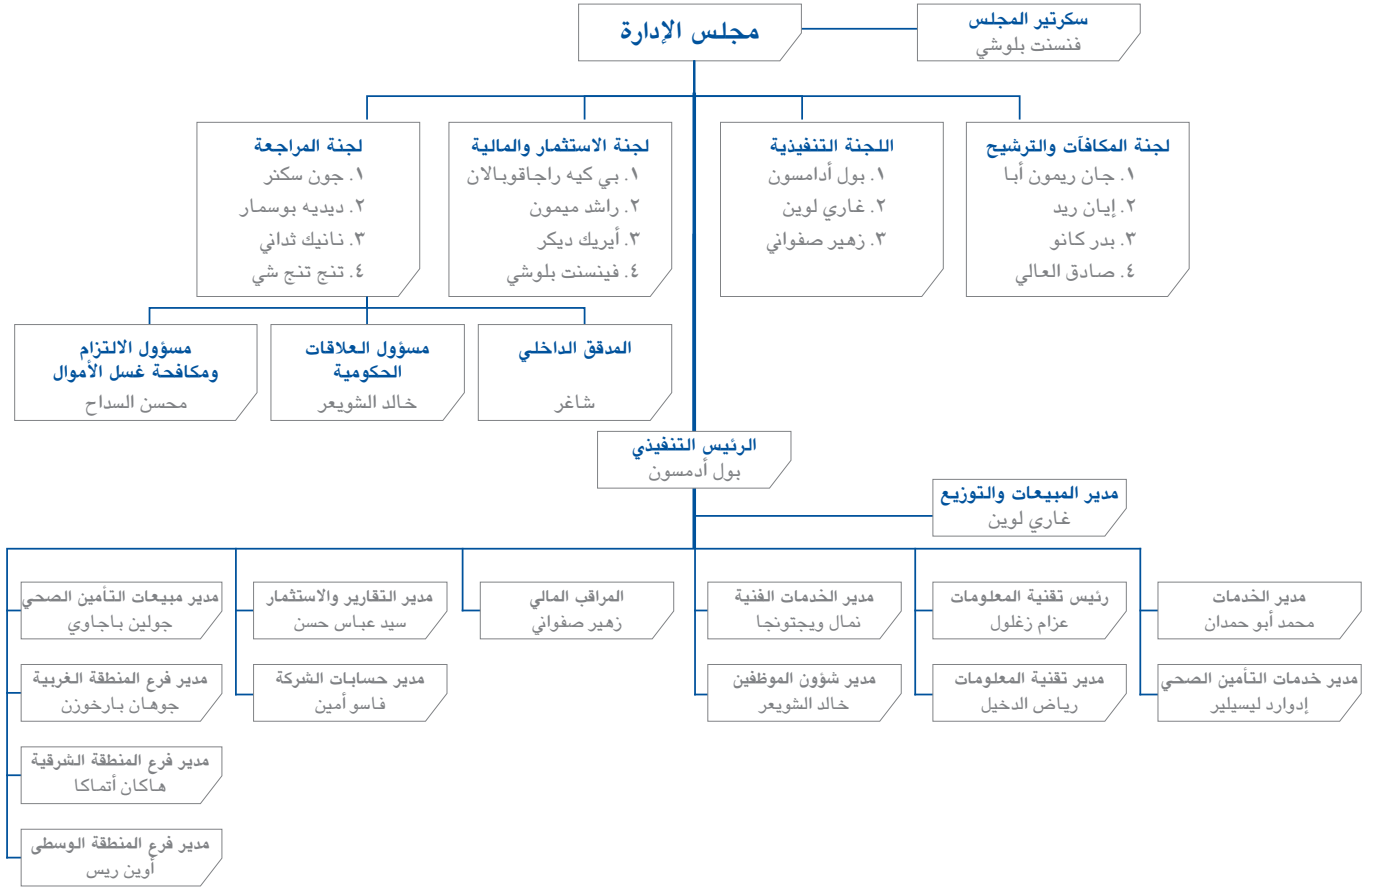 مجلس الإدارة
سكرتير المجلس
فنسنت بلوشي
لجنة المكافآت والترشيح
١. جان ريمون أبا
٢. إيان ريد
٣. بدر كانو
٤. صادق العالي
اللجنة التنفيذية
١. بول أدامسون
٢. غاري لوين
٣. زهير صفواني
لجنة الاستثمار والمالية
١. بي كيه راجاقوبالان
٢. راشد ميمون
٣. أيريك ديكر
٤. فينسنت بلوشي
لجنة المراجعة
١. جون سكنر
٢. ديديه بوسمار
٣. نانيك ثداني
٤. تنج تنج شي
المدقق الداخلي
شاغر
مسؤول العلاقات
الحكومية
خالد الشويعر
مسؤول الالتزام
ومكافحة غسل الأموال
محسن السداح
الرئيس التنفيذي
بول أدمسون
مدير المبيعات والتوزيع
غاري لوين
مدير الخدمات
محمد أبو حمدان
رئيس تقنية المعلومات
عزام زغلول
مدير الخدمات الفنية
نمال ويجتونجا
المراقب المالي
زهير صفواني
مدير التقارير والاستثمار
سيد عباس حسن
مدير مبيعات التأمين الصحي
جولين باجاوي
مدير خدمات التأمين الصحي
إدوارد ليسيلير
مدير تقنية المعلومات
رياض الدخيل
مدير شؤون الموظفين
خالد الشويعر
مدير حسابات الشركة
فاسو أمين
مدير فرع المنطقة الغربية
جوهان بارخوزن
مدير فرع المنطقة الشرقية
هاكان أتماكا
مدير فرع المنطقة الوسطى
أوين ريس